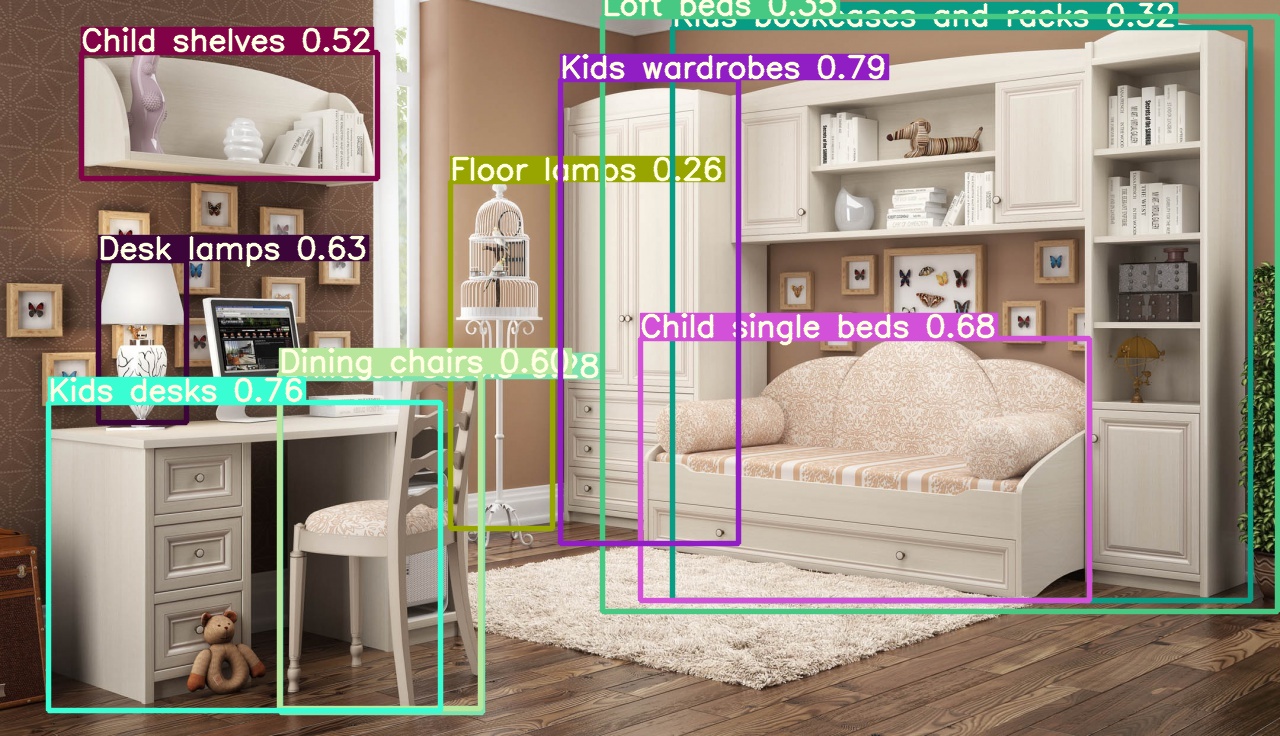 Loft beds 0.35
Kids bookcases and racks 0.32
Child shelves 0.52
Kids wardrobes 0.79
Floor lamps 0.26
Desk lamps 0.63
Child single beds 0.68
Dining chairs 0.60
8
Kids desks 0.76